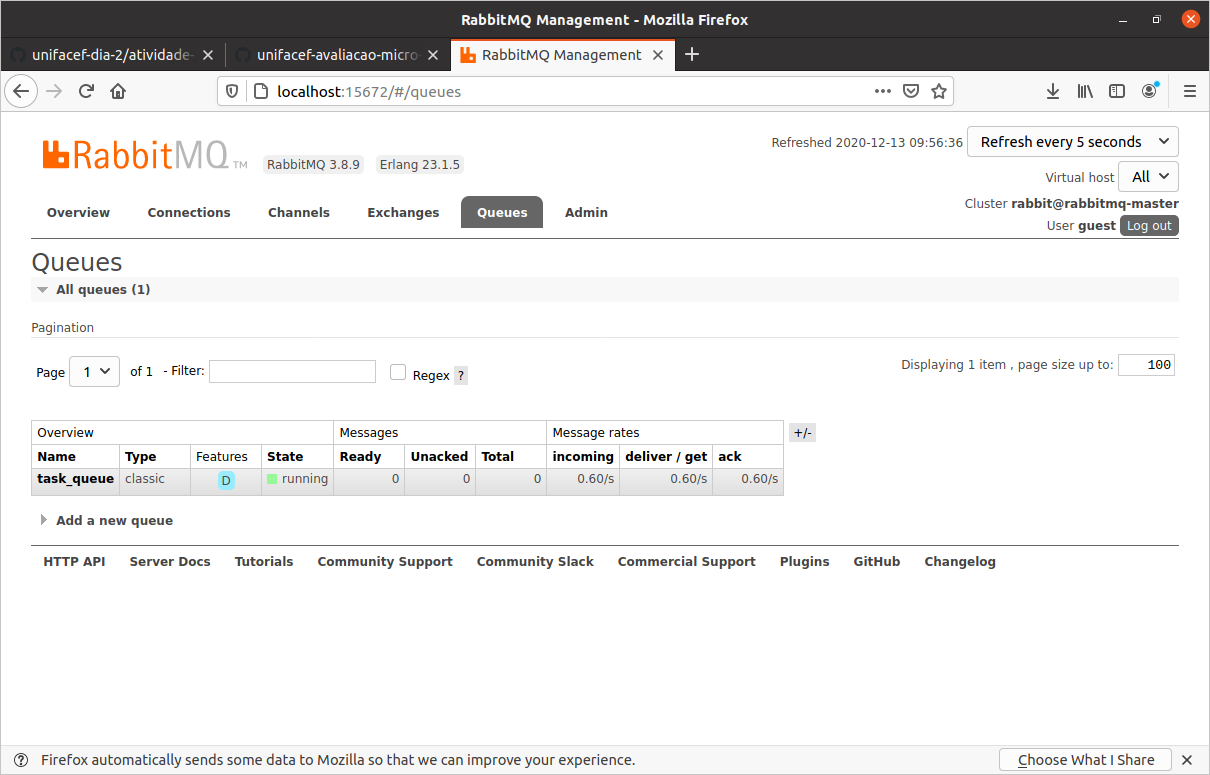 RabbitMQ Management - Mozilla Firefox
unifacef-dia-2/atividade- unifacef-avaliacao-micro- RabbitMQ Management
localhost:15672/#/queues
RabbitMQ TM RabbitMQ 3.8.9 Erlang 23.1.5
Refreshed 2020-12-13 09:56:36 Refresh every 5 seconds
Virtual host All
Cluster rabbit@rabbitmq-master
User guest Log out
Overview Connections Channels Exchanges Queues Admin
Queues
All queues (1)
Pagination
Page 1 of 1 - Filter: Regex ? Displaying 1 item , page size up to: 100
Overview Messages Message rates +/-
Name Type Features State Ready Unacked Total incoming deliver / get ack
task_queue classic D running 0 0 0 0.60/s 0.60/s 0.60/s
Add a new queue
HTTP API Server Docs Tutorials Community Support Community Slack Commercial Support Plugins GitHub Changelog
Firefox automatically sends some data to Mozilla so that we can improve your experience. Choose What I Share